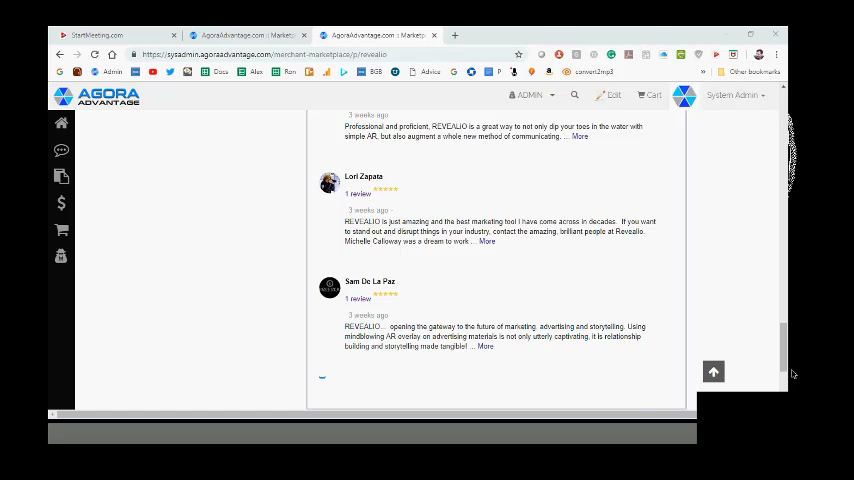 StartMeeting.com
AgoraAdvantage.com :: Market
AgoraAdvantage.com :: Marketpl
https://sysadmin.agoraadvantage.com/merchant-marketplace/p/revealio
Admin
Docs
Alex
Ron
BGB
Advice
P
convert2mp3
Other bookmarks
AGORA
ADVANTAGE
ADMIN
Edit
Cart
System Admin
3 weeks ago
Professional and proficient, REVEALIO is a great way to not only dip your toes in the water with
simple AR, but also augment a whole new method of communicating. ... More
Lori Zapata
1 review
3 weeks ago -
REVEALIO is just amazing and the best marketing tool I have come across in decades. If you want
to stand out and disrupt things in your industry, contact the amazing, brilliant people at Revealio.
Michelle Calloway was a dream to work ... More
Sam De La Paz
1 review
3 weeks ago
REVEALIO... opening the gateway to the future of marketing, advertising and storytelling. Using
mindblowing AR overlay on advertising materials is not only utterly captivating, it is relationship
building and storytelling made tangible! ... More